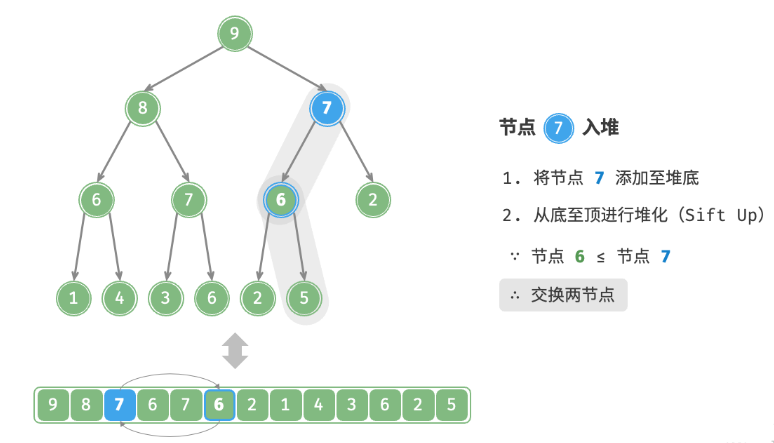 9
8
7
节点 7 入堆
1. 将节点 7 添加至堆底
6
7
6
2
2. 从底至顶进行堆化（Sift Up）
∵ 节点 6 ≤ 节点 7
1
4
3
6
2
5
∴ 交换两节点
9 8 7 6 7 6 2 1 4 3 6 2 5